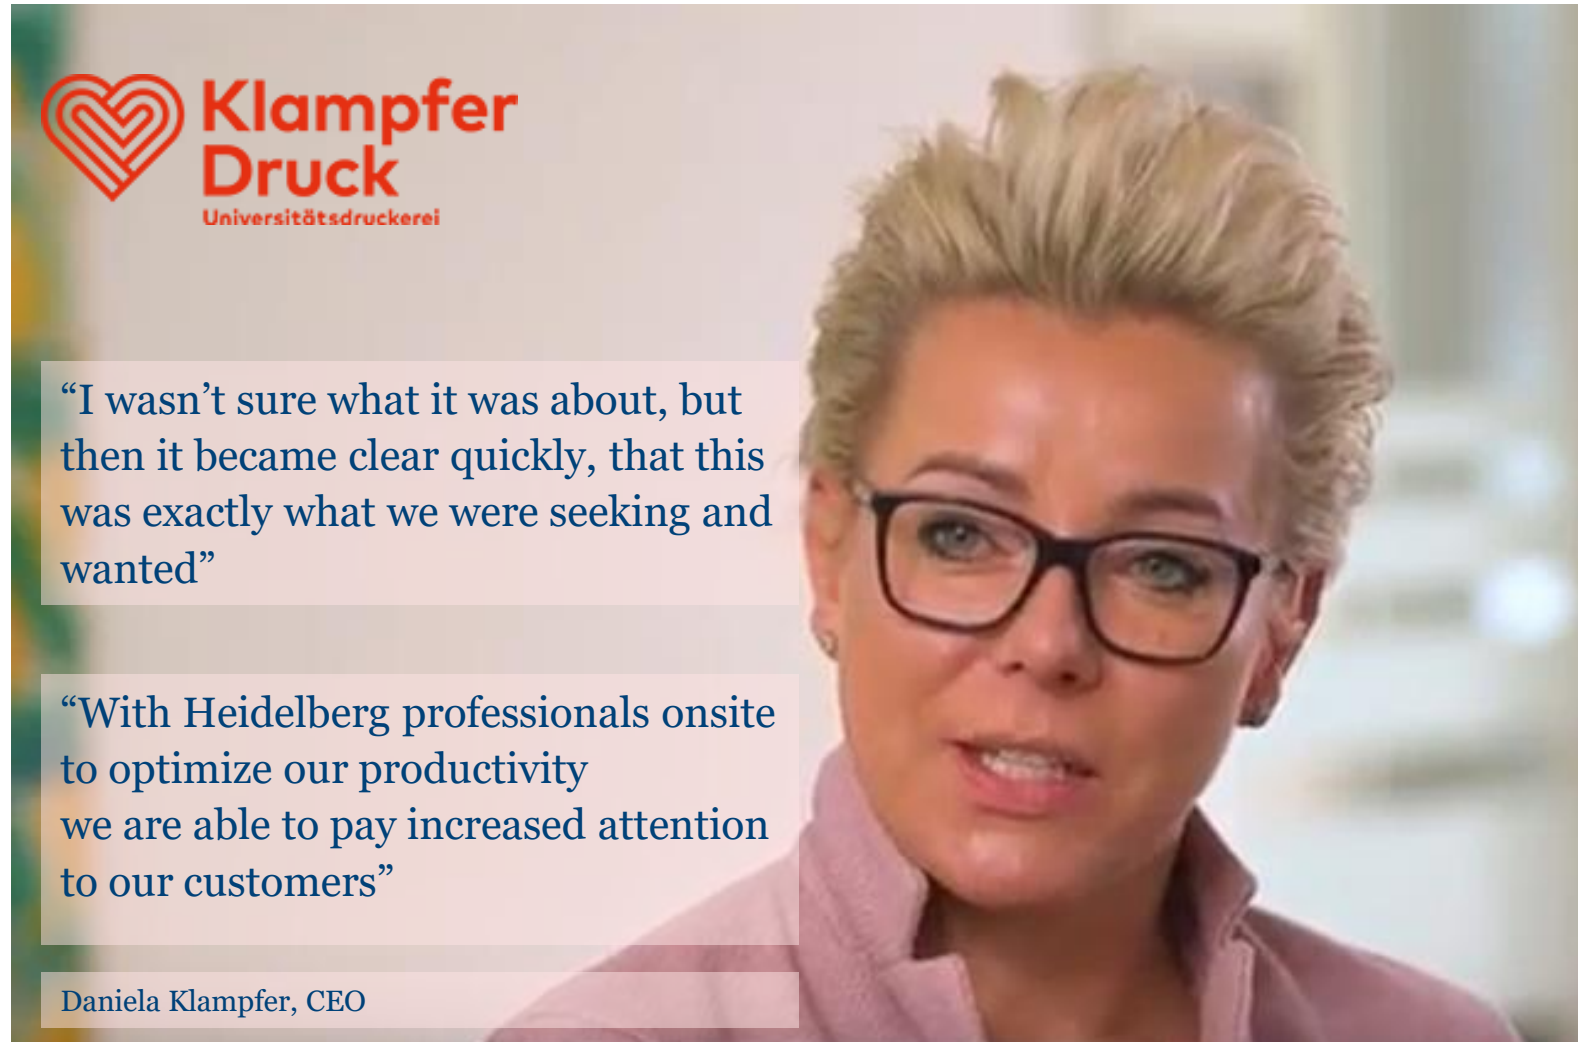 Klampfer
Druck
Universitätsdruckerei
“I wasn’t sure what it was about, but
then it became clear quickly, that this
was exactly what we were seeking and
wanted”
“With Heidelberg professionals onsite
to optimize our productivity
we are able to pay increased attention
to our customers”
Daniela Klampfer, CEO